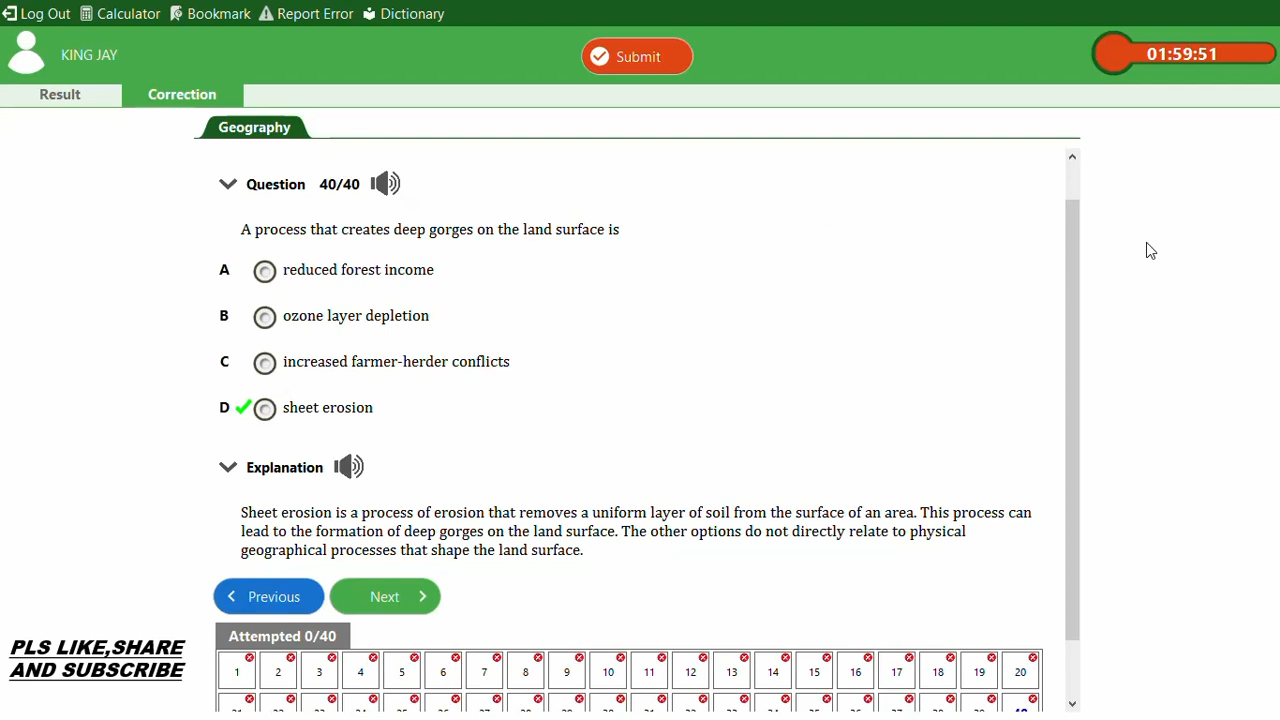 Log Out Calculator Bookmark Report Error Dictionary
KING JAY
Submit
01:59:51
Result Correction
Geography
Question 40/40
A process that creates deep gorges on the land surface is
A reduced forest income
B ozone layer depletion
C increased farmer-herder conflicts
D sheet erosion
Explanation
Sheet erosion is a process of erosion that removes a uniform layer of soil from the surface of an area. This process can
lead to the formation of deep gorges on the land surface. The other options do not directly relate to physical
geographical processes that shape the land surface.
Previous Next
PLS LIKE,SHARE
AND SUBSCRIBE
Attempted 0/40
1 2 3 4 5 6 7 8 9 10 11 12 13 14 15 16 17 18 19 20